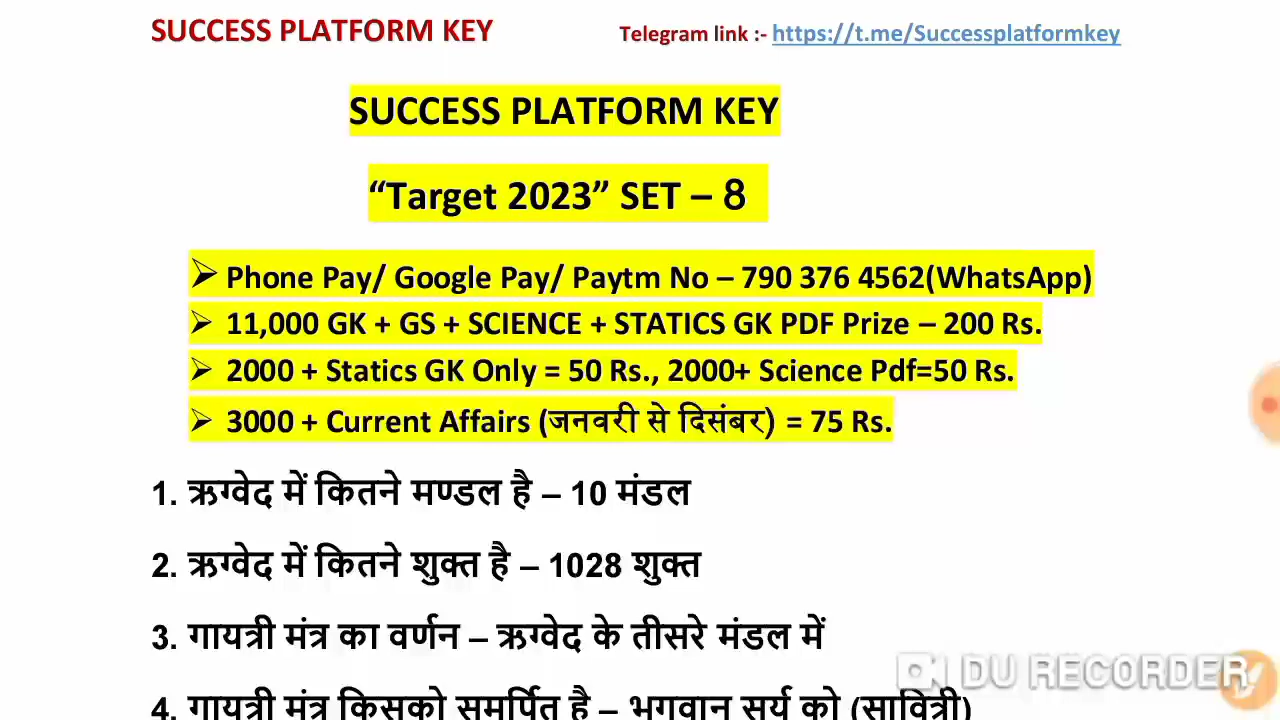 SUCCESS PLATFORM KEY Telegram link :- https://t.me/Successplatformkey
SUCCESS PLATFORM KEY
“Target 2023” SET – 8
➢ Phone Pay/ Google Pay/ Paytm No – 790 376 4562(WhatsApp)
➢ 11,000 GK + GS + SCIENCE + STATICS GK PDF Prize – 200 Rs.
➢ 2000 + Statics GK Only = 50 Rs., 2000+ Science Pdf=50 Rs.
➢ 3000 + Current Affairs (जनवरी से दिसंबर) = 75 Rs.
1. ऋग्वेद में कितने मण्डल है – 10 मंडल
2. ऋग्वेद में कितने शुक्त है – 1028 शुक्त
3. गायत्री मंत्र का वर्णन – ऋग्वेद के तीसरे मंडल में
4. गायत्री मंत्र किसको समर्पित है – भगवान सूर्य को (सावित्री)
DU RECORDER